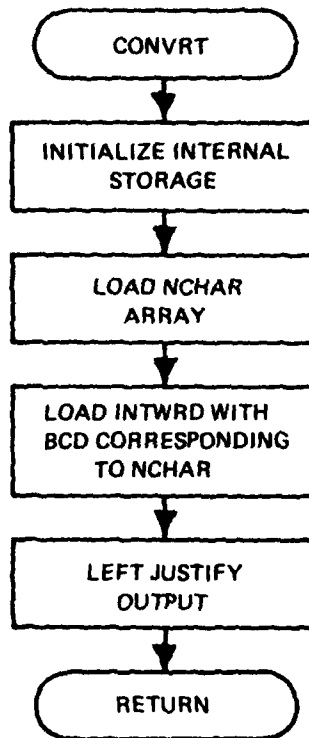 CONVRT
INITIALIZE INTERNAL
STORAGE
LOAD NCHAR
ARRAY
LOAD INTWRD WITH
BCD CORRESPONDING
TO NCHAR
LEFT JUSTIFY
OUTPUT
RETURN